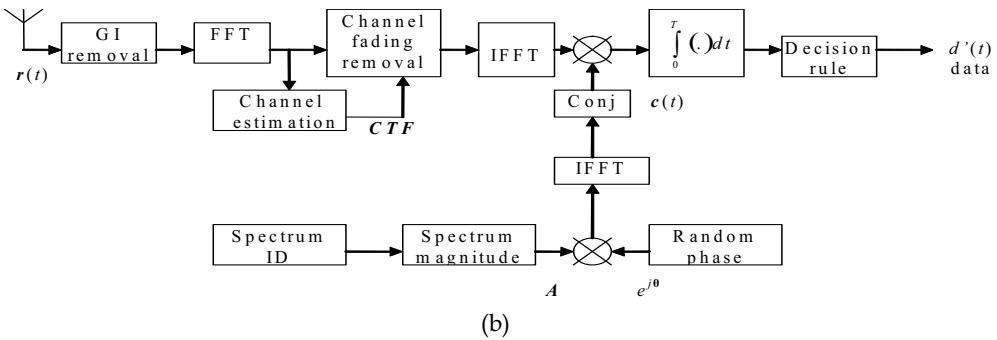 r(t)
GI
removal
FFT
Channel
fading
removal
IFFT
∫₀ᵀ (.)dt
Decision
rule
d'(t)
data
Channel
estimation
CTF
Conj
c(t)
IFFT
Spectrum
ID
Spectrum
magnitude
Random
phase
A
e^{jθ}
(b)